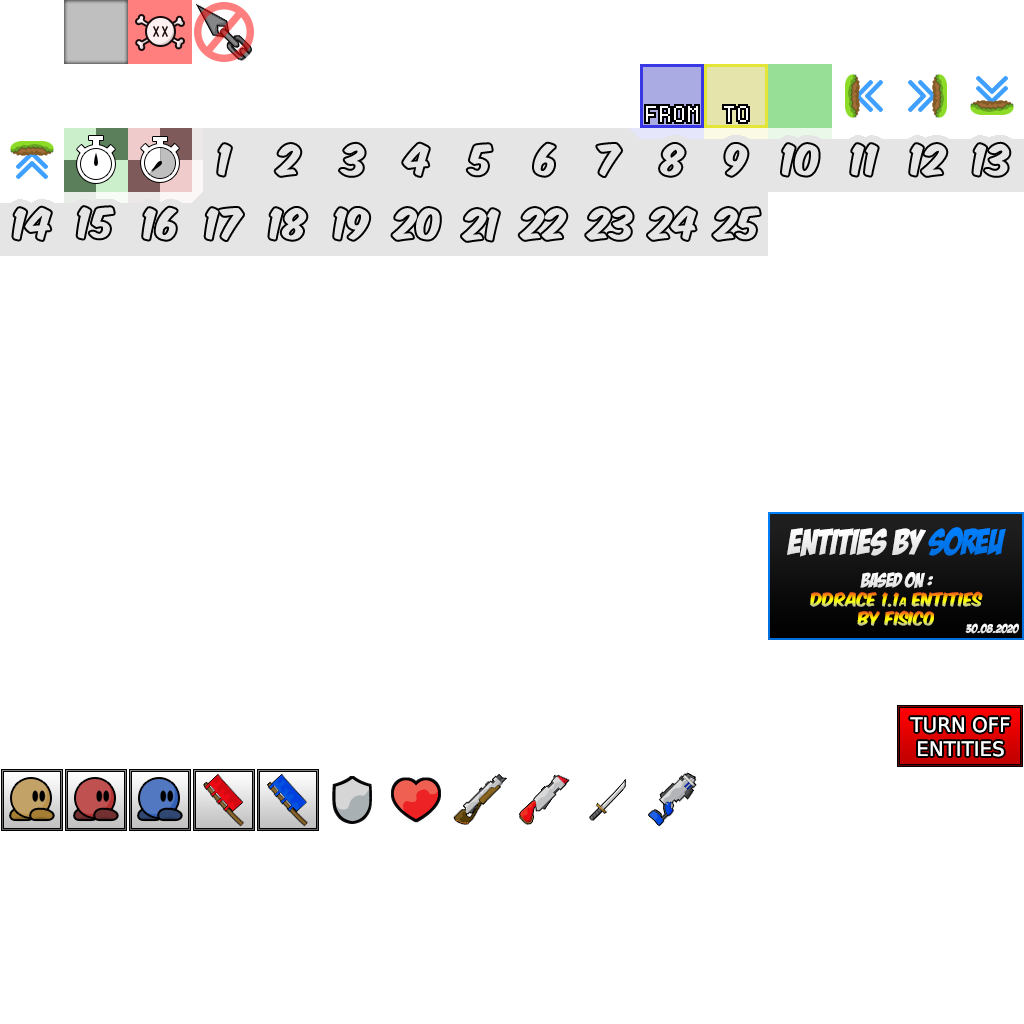 XX
FROM TO
1 2 3 4 5 6 7 8 9 10 11 12 13
14 15 16 17 18 19 20 21 22 23 24 25
ENTITIES BY SOREU
BASED ON :
DDRACE 1.1A ENTITIES
BY FISICO
30.08.2020
TURN OFF
ENTITIES